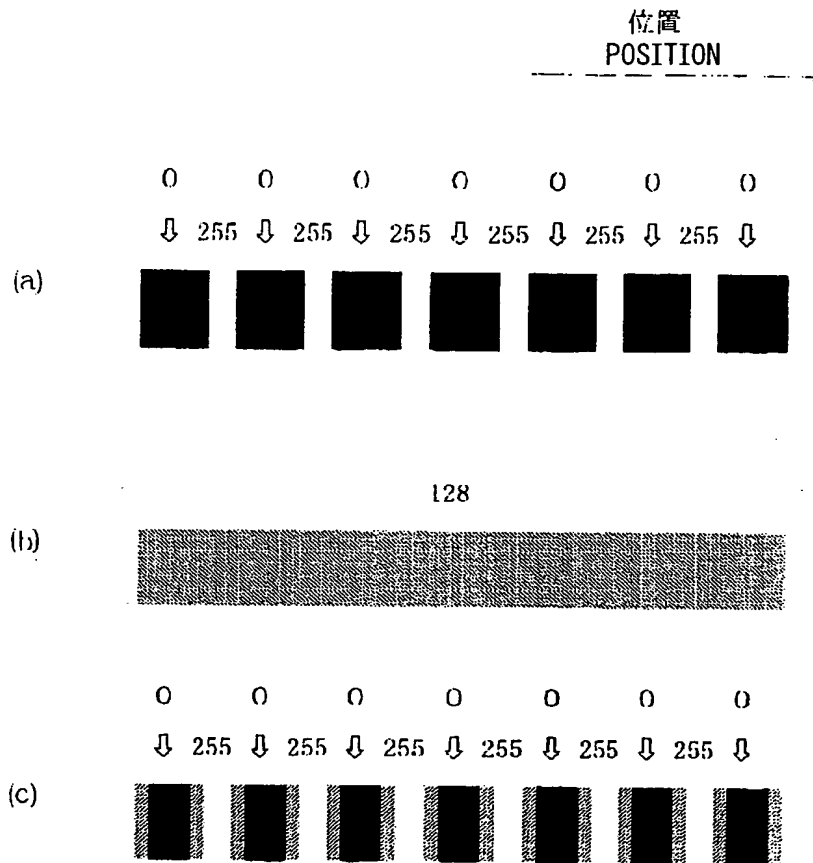 位置
POSITION
0 0 0 0 0 0 0
⇩ 255 ⇩ 255 ⇩ 255 ⇩ 255 ⇩ 255 ⇩ 255 ⇩
(a)
128
(b)
0 0 0 0 0 0 0
⇩ 255 ⇩ 255 ⇩ 255 ⇩ 255 ⇩ 255 ⇩ 255 ⇩
(c)